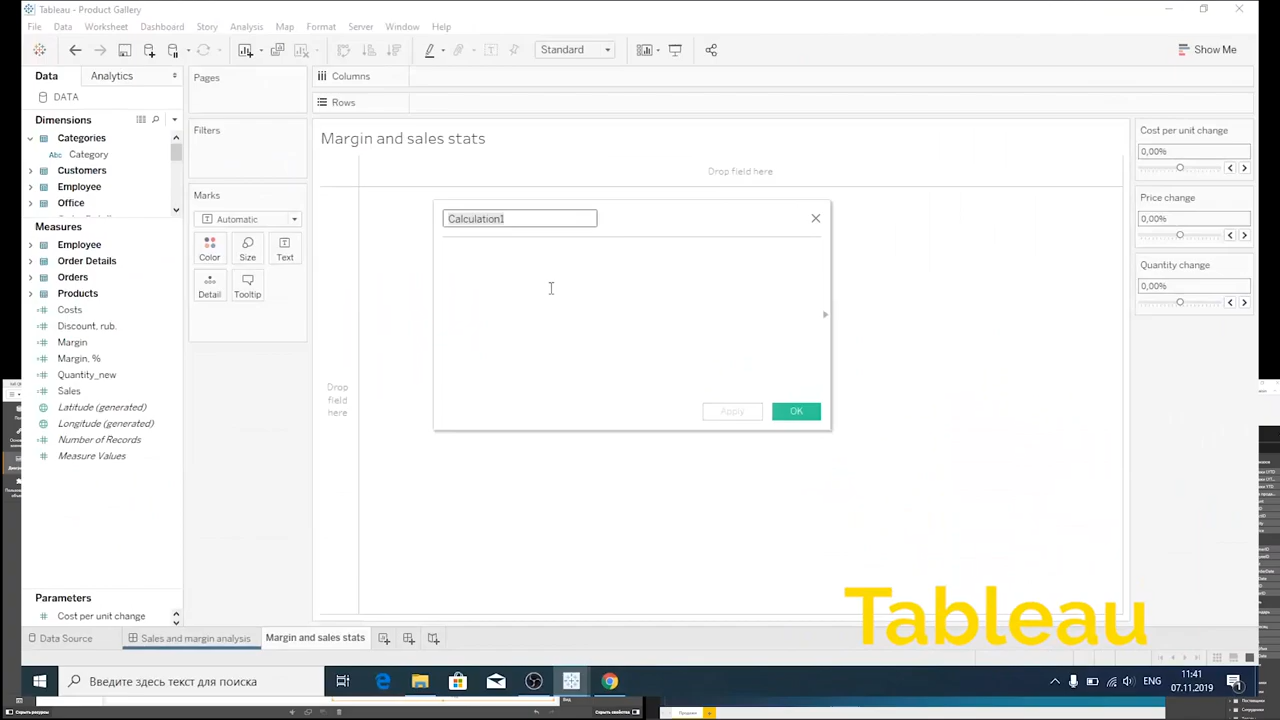 Tableau - Product Gallery
File Data Worksheet Dashboard Story Analysis Map Format Server Window Help
Standard
Show Me
Data Analytics
DATA
Dimensions
Categories
Abc Category
Customers
Employee
Office
Measures
Employee
Order Details
Orders
Products
Costs
Discount, rub.
Margin
Margin, %
Quantity_new
Sales
Latitude (generated)
Longitude (generated)
Number of Records
Measure Values
Parameters
Cost per unit change
Pages
Filters
Marks
Automatic
Color Size Text
Detail Tooltip
Columns
Rows
Margin and sales stats
Drop field here
Drop
field
here
Calculation1
Apply OK
Cost per unit change
0,00%
Price change
0,00%
Quantity change
0,00%
Tableau
Data Source Sales and margin analysis Margin and sales stats
Введите здесь текст для поиска
ENG
11:41
07.11.2019
Скрыть ресурсы
Скрыть свойства